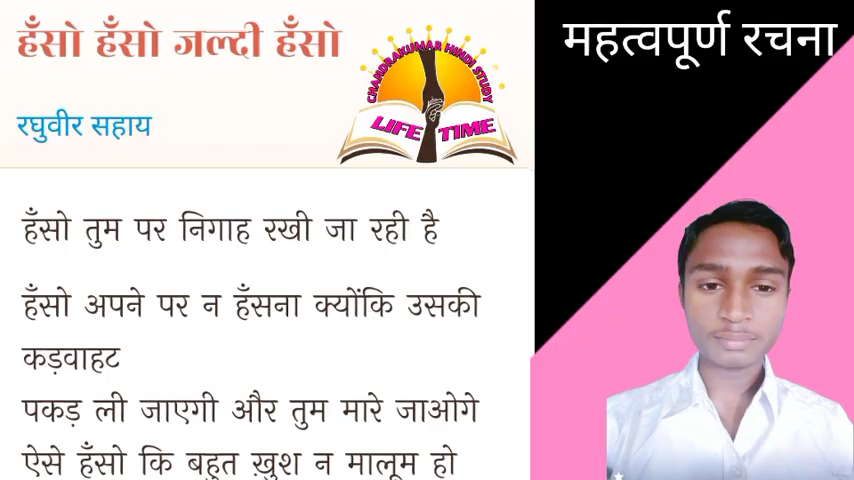 हँसो हँसो जल्दी हँसो
रघुवीर सहाय
CHANDRAKUMAR HINDI STUDY
LIFE TIME
महत्वपूर्ण रचना
हँसो तुम पर निगाह रखी जा रही है
हँसो अपने पर न हँसना क्योंकि उसकी
कड़वाहट
पकड़ ली जाएगी और तुम मारे जाओगे
ऐसे हँसो कि बहुत ख़ुश न मालूम हो